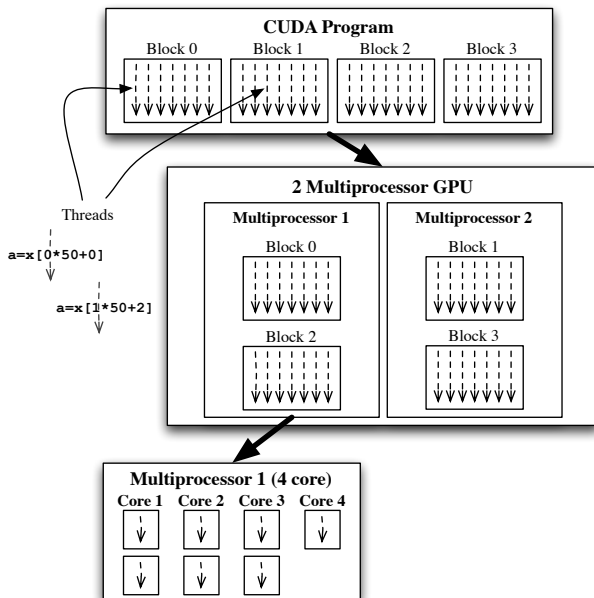 CUDA Program
Block 0 Block 1 Block 2 Block 3
2 Multiprocessor GPU
Threads
Multiprocessor 1 Multiprocessor 2
a=x[0*50+0]
Block 0 Block 1
a=x[1*50+2]
Block 2 Block 3
Multiprocessor 1 (4 core)
Core 1 Core 2 Core 3 Core 4